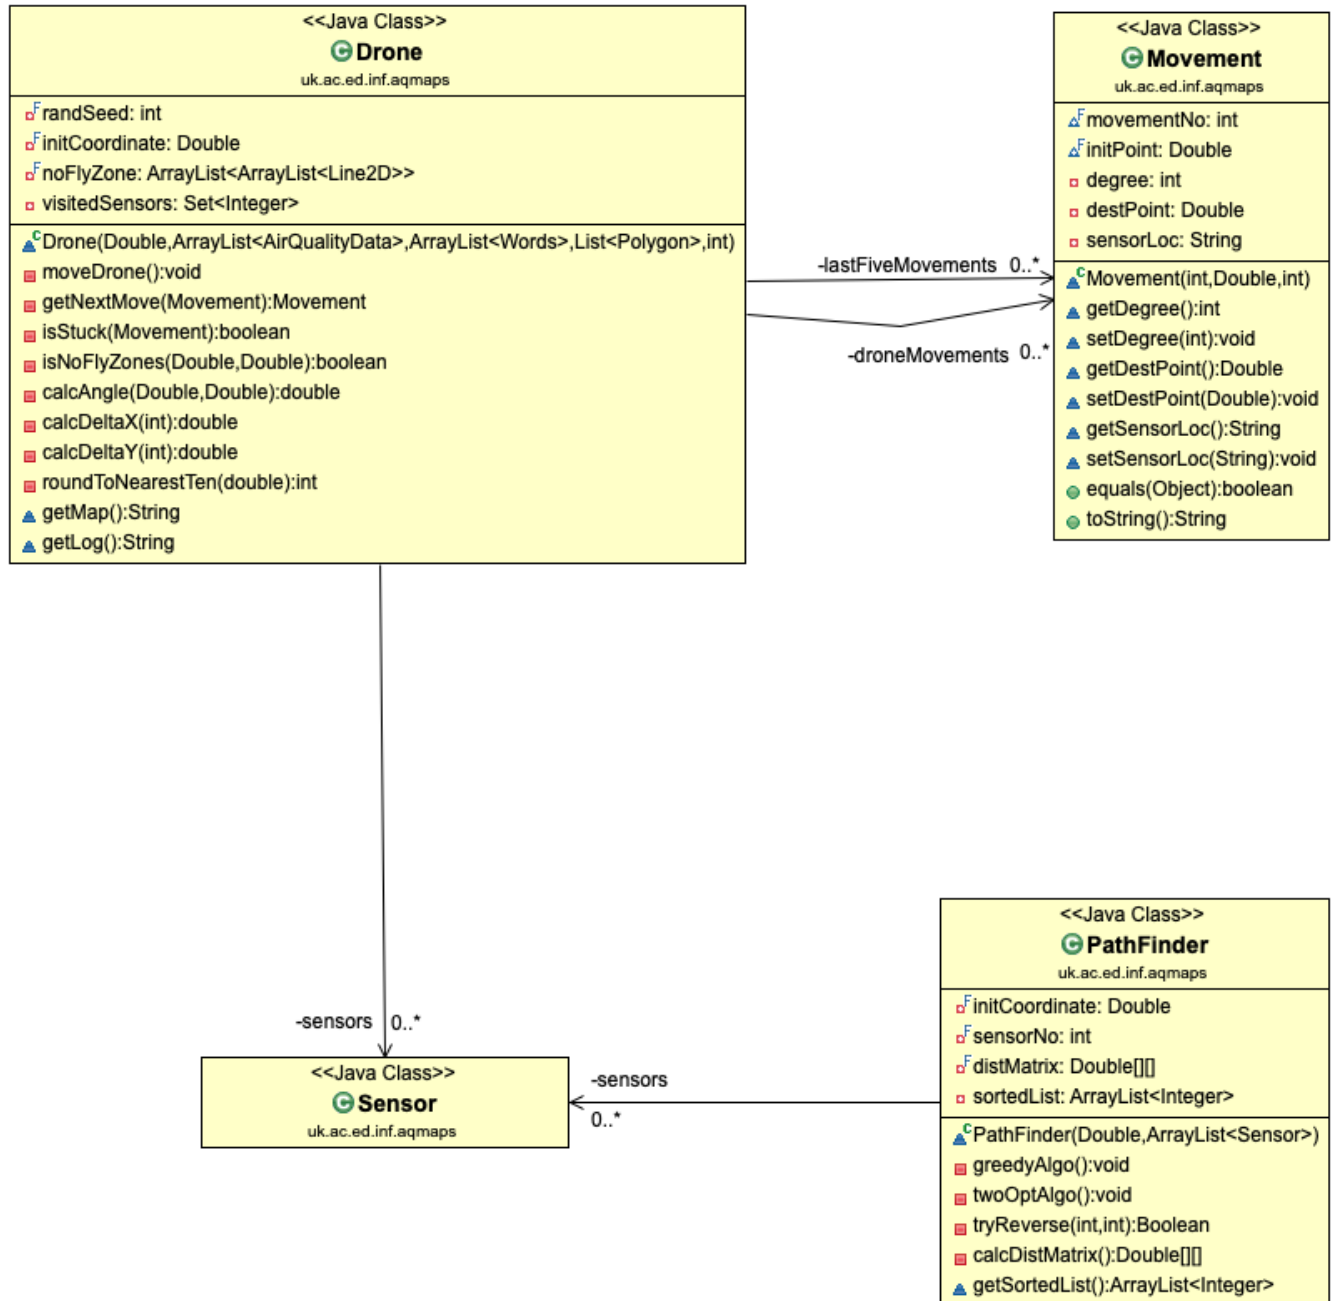 <<Java Class>>
Drone
uk.ac.ed.inf.aqmaps
randSeed: int
initCoordinate: Double
noFlyZone: ArrayList<ArrayList<Line2D>>
visitedSensors: Set<Integer>
Drone(Double,ArrayList<AirQualityData>,ArrayList<Words>,List<Polygon>,int)
moveDrone():void
getNextMove(Movement):Movement
isStuck(Movement):boolean
isNoFlyZones(Double,Double):boolean
calcAngle(Double,Double):double
calcDeltaX(int):double
calcDeltaY(int):double
roundToNearestTen(double):int
getMap():String
getLog():String
-lastFiveMovements 0..*
-droneMovements 0..*
<<Java Class>>
Movement
uk.ac.ed.inf.aqmaps
movementNo: int
initPoint: Double
degree: int
destPoint: Double
sensorLoc: String
Movement(int,Double,int)
getDegree():int
setDegree(int):void
getDestPoint():Double
setDestPoint(Double):void
getSensorLoc():String
setSensorLoc(String):void
equals(Object):boolean
toString():String
-sensors 0..*
<<Java Class>>
Sensor
uk.ac.ed.inf.aqmaps
-sensors
0..*
<<Java Class>>
PathFinder
uk.ac.ed.inf.aqmaps
initCoordinate: Double
sensorNo: int
distMatrix: Double[][]
sortedList: ArrayList<Integer>
PathFinder(Double,ArrayList<Sensor>)
greedyAlgo():void
twoOptAlgo():void
tryReverse(int,int):Boolean
calcDistMatrix():Double[][]
getSortedList():ArrayList<Integer>